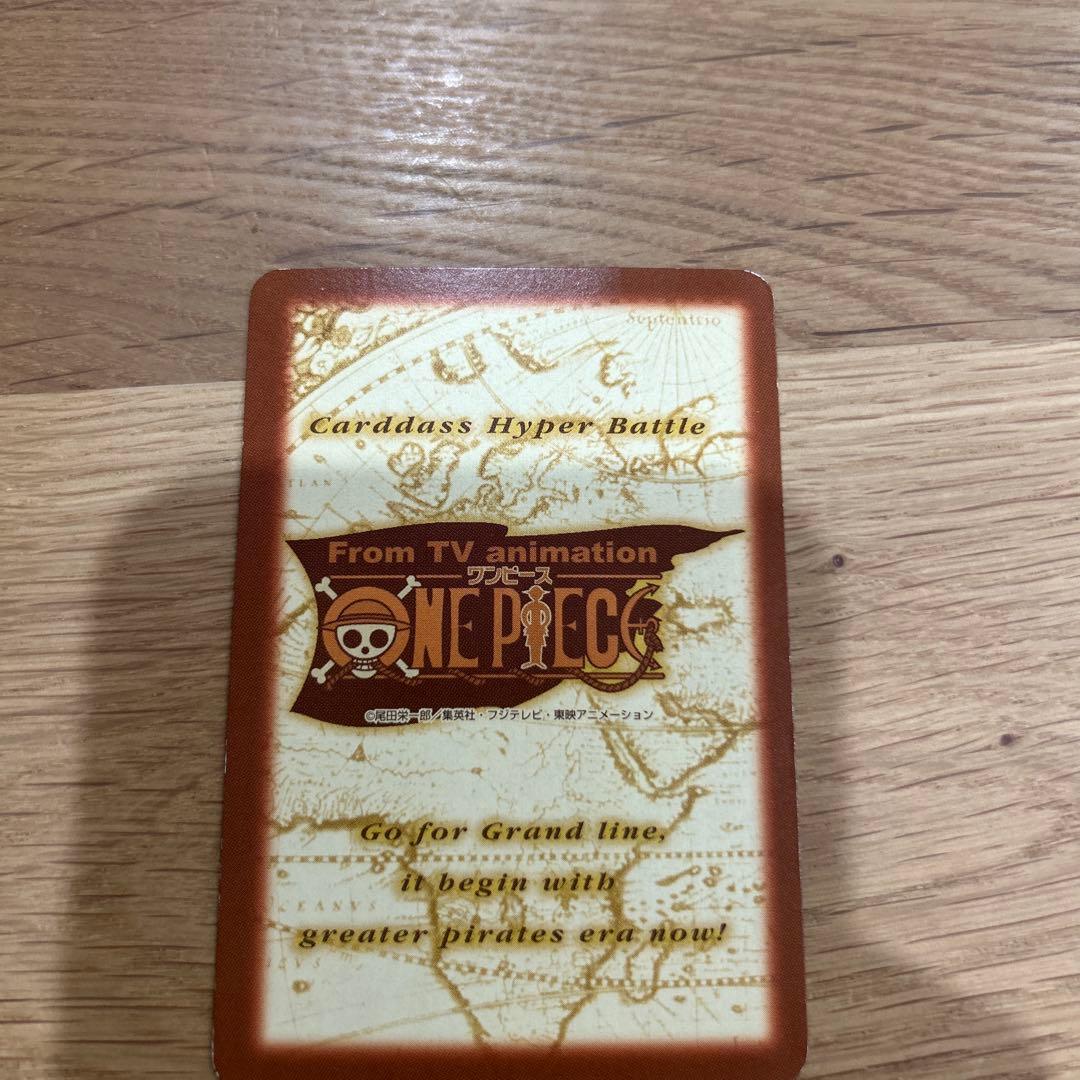 Septentrio
Carddass Hyper Battle
From TV animation
ワンピース
ONE PIECE
©尾田栄一郎／集英社・フジテレビ・東映アニメーション
Go for Grand line,
it begin with
greater pirates era now!